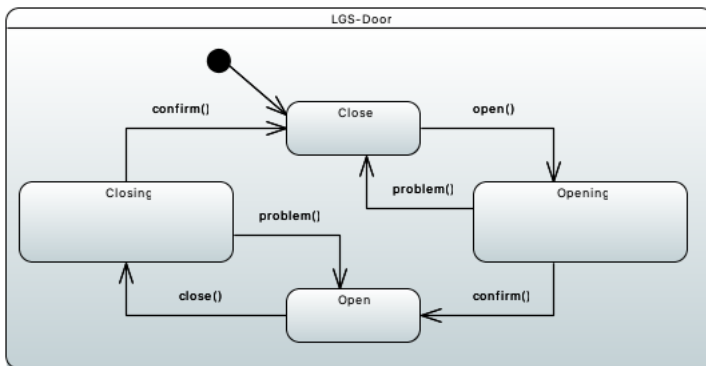 LGS-Door
confirm()
Close
open()
Closing
problem()
Opening
problem()
close()
Open
confirm()